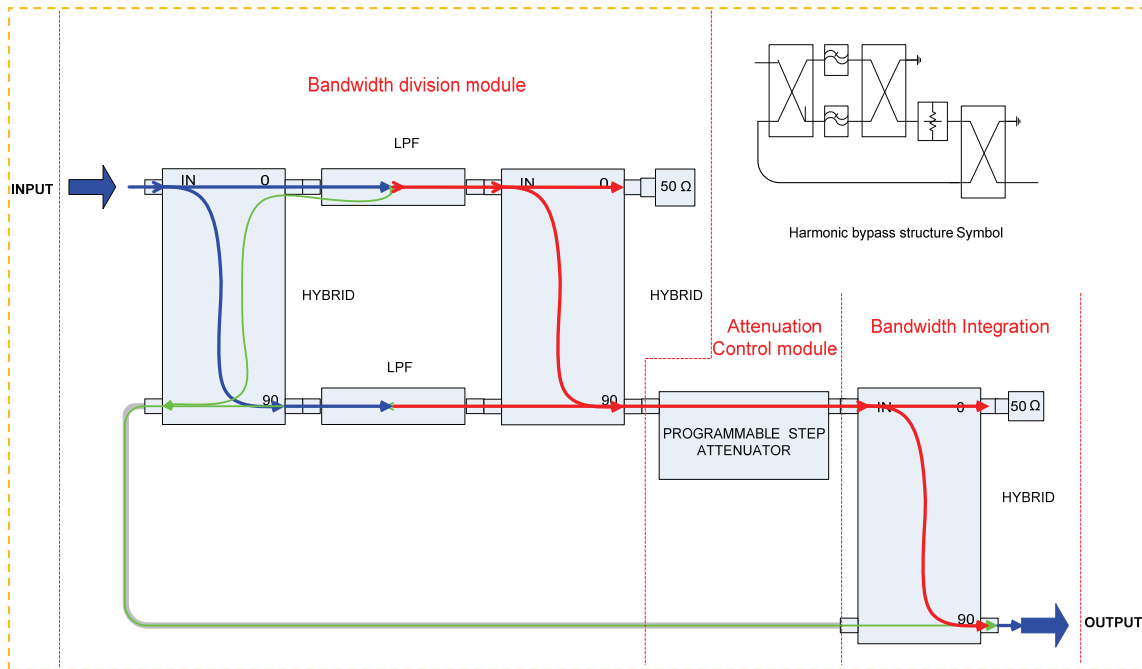 Bandwidth division module
LPF
INPUT
IN
0
IN
0
50 Ω
Harmonic bypass structure Symbol
HYBRID
HYBRID
Attenuation
Control module
Bandwidth Integration
LPF
90
90
PROGRAMMABLE STEP
ATTENUATOR
IN
0
50 Ω
HYBRID
90
OUTPUT